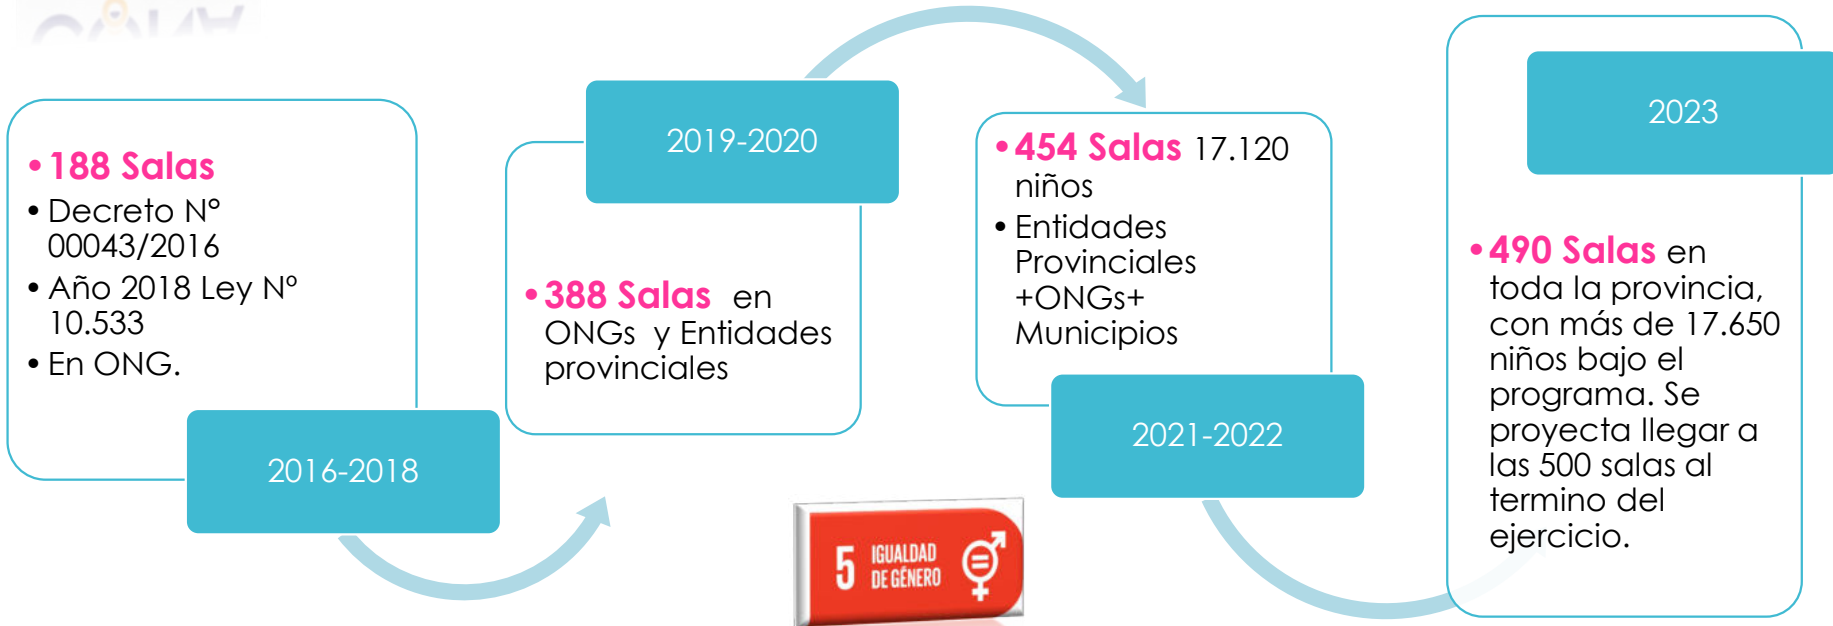 • 188 Salas
• Decreto N°
00043/2016
• Año 2018 Ley Nº
10.533
• En ONG.
2016-2018
2019-2020
• 388 Salas en
ONGs y Entidades
provinciales
• 454 Salas 17.120
niños
• Entidades
Provinciales
+ONGs+
Municipios
2021-2022
2023
• 490 Salas en
toda la provincia,
con más de 17.650
niños bajo el
programa. Se
proyecta llegar a
las 500 salas al
termino del
ejercicio.
5 IGUALDAD
DE GÉNERO